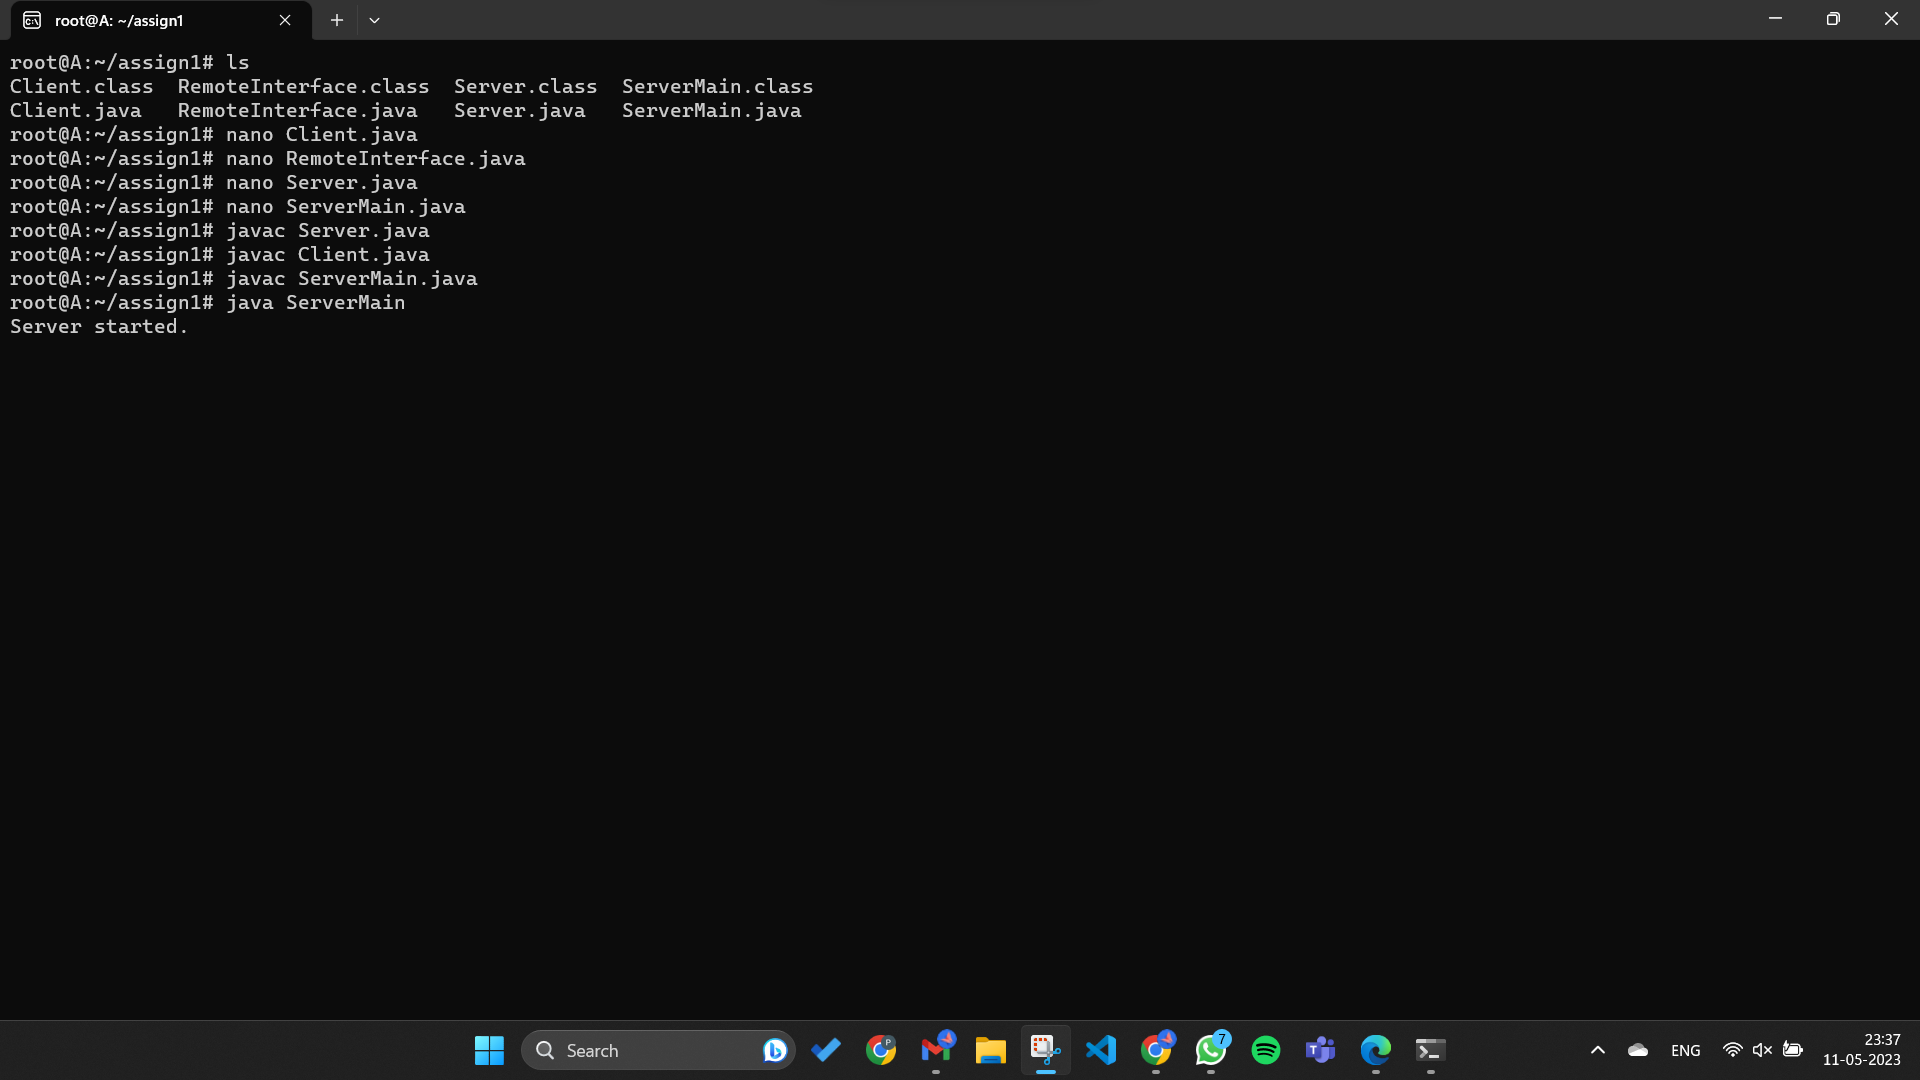 root@A: ~/assign1
root@A:~/assign1# ls
Client.class  RemoteInterface.class  Server.class  ServerMain.class
Client.java   RemoteInterface.java   Server.java   ServerMain.java
root@A:~/assign1# nano Client.java
root@A:~/assign1# nano RemoteInterface.java
root@A:~/assign1# nano Server.java
root@A:~/assign1# nano ServerMain.java
root@A:~/assign1# javac Server.java
root@A:~/assign1# javac Client.java
root@A:~/assign1# javac ServerMain.java
root@A:~/assign1# java ServerMain
Server started.
Search
P
7
T
ENG
23:37
11-05-2023